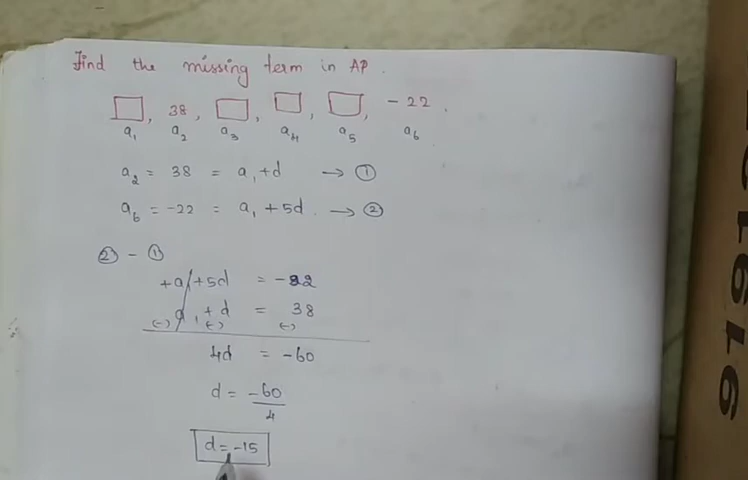 Find the missing term in AP.
□, 38, □, □, □, -22.
a₁ a₂ a₃ a₄ a₅ a₆
a₂ = 38 = a₁+d → ①
a₆ = -22 = a₁ + 5d. → ②
② - ①
+a₁+5d = -22
a₁ + d = 38
(-) (-) (-)
4d = -60
d = -60/4
d = -15